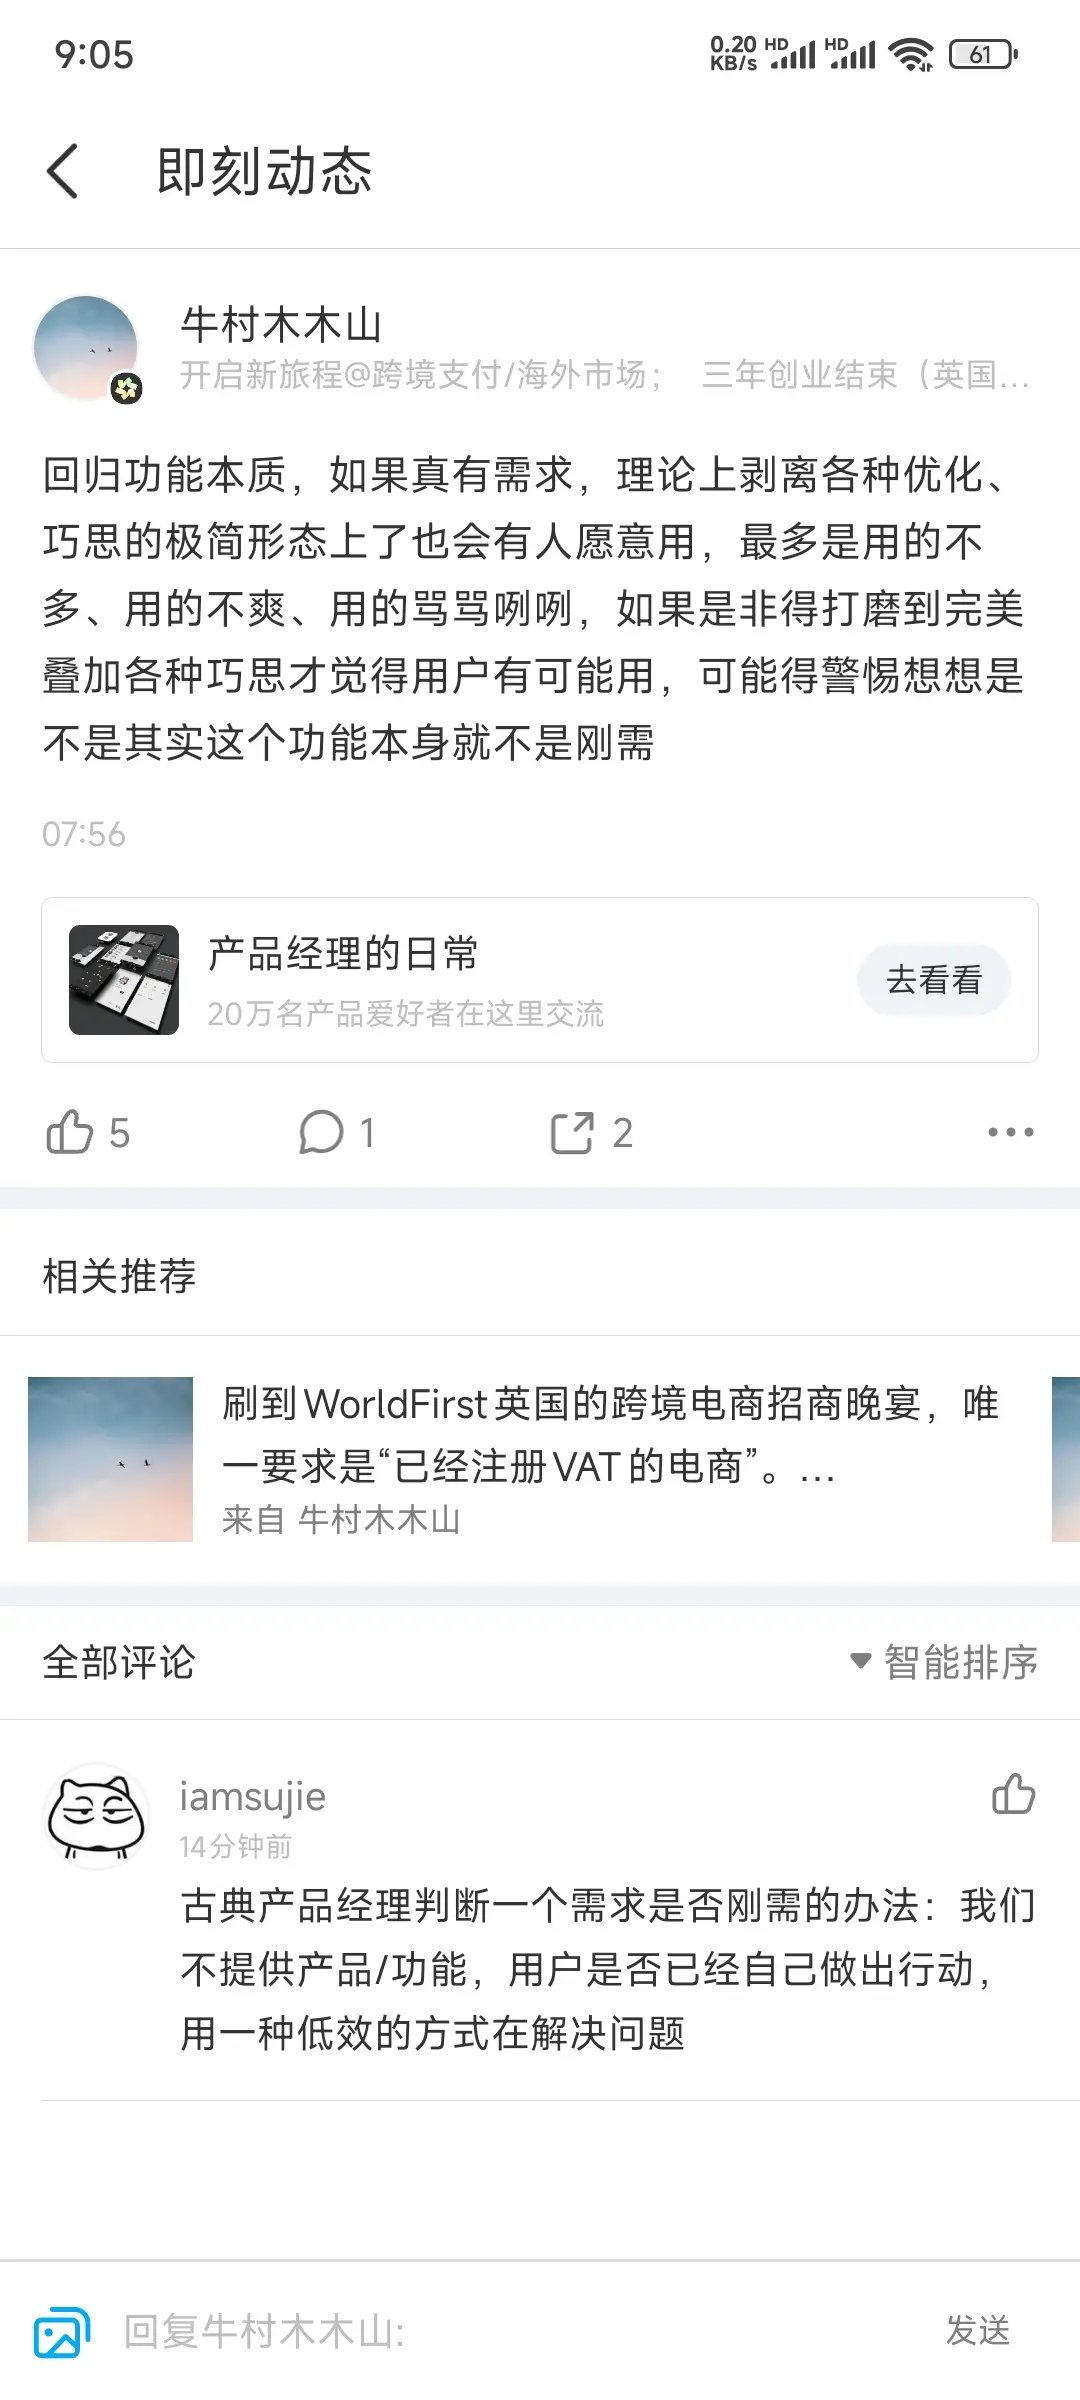 9:05
0.20 KB/s HD HD 61
即刻动态
牛村木木山
开启新旅程@跨境支付/海外市场； 三年创业结束（英国...
回归功能本质，如果真有需求，理论上剥离各种优化、
巧思的极简形态上了也会有人愿意用，最多是用的不
多、用的不爽、用的骂骂咧咧，如果是非得打磨到完美
叠加各种巧思才觉得用户有可能用，可能得警惕想想是
不是其实这个功能本身就不是刚需
07:56
产品经理的日常
20万名产品爱好者在这里交流
去看看
5 1 2
相关推荐
刷到WorldFirst英国的跨境电商招商晚宴，唯
一要求是“已经注册VAT的电商”。...
来自 牛村木木山
全部评论
智能排序
iamsujie
14分钟前
古典产品经理判断一个需求是否刚需的办法：我们
不提供产品/功能，用户是否已经自己做出行动，
用一种低效的方式在解决问题
回复牛村木木山:
发送